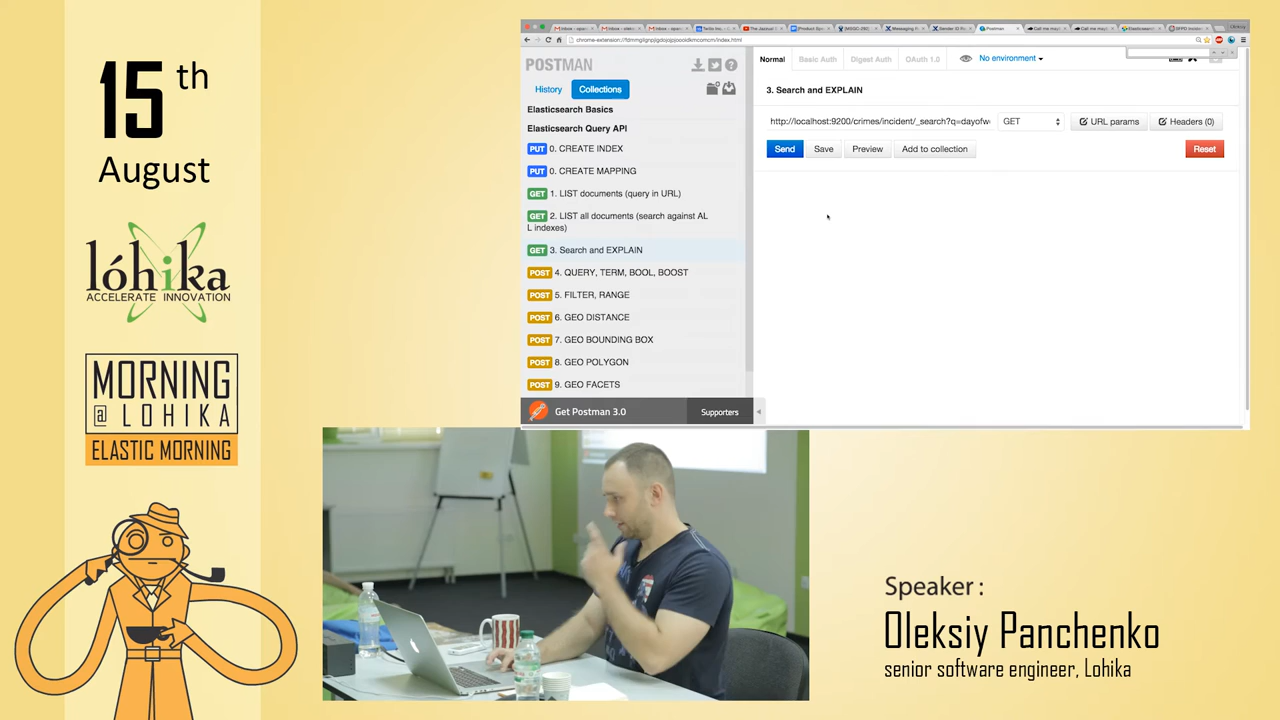 15 th
August
lóhika
ACCELERATE INNOVATION
MORNING
@ LOHIKA
ELASTIC MORNING
chrome-extension://fdmmgilgnpjigdojojpjoooidkmcomcm/index.html
POSTMAN
History
Collections
Elasticsearch Basics
Elasticsearch Query API
PUT 0. CREATE INDEX
PUT 0. CREATE MAPPING
GET 1. LIST documents (query in URL)
GET 2. LIST all documents (search against AL
L indexes)
GET 3. Search and EXPLAIN
POST 4. QUERY, TERM, BOOL, BOOST
POST 5. FILTER, RANGE
POST 6. GEO DISTANCE
POST 7. GEO BOUNDING BOX
POST 8. GEO POLYGON
POST 9. GEO FACETS
Get Postman 3.0
Supporters
Normal
Basic Auth
Digest Auth
OAuth 1.0
No environment
3. Search and EXPLAIN
http://localhost:9200/crimes/incident/_search?q=dayofw
GET
URL params
Headers (0)
Send
Save
Preview
Add to collection
Reset
Speaker :
Oleksiy Panchenko
senior software engineer, Lohika